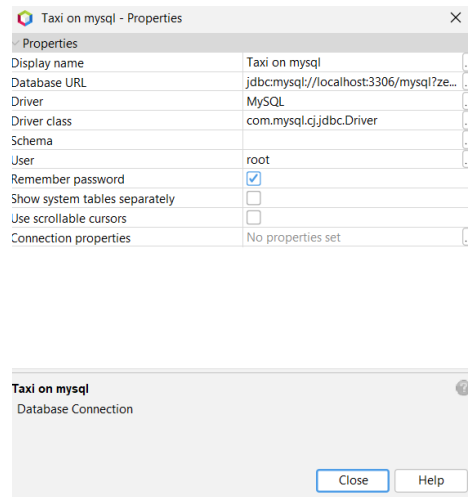 Taxi on mysql - Properties
Properties
Display name Taxi on mysql
Database URL jdbc:mysql://localhost:3306/mysql?ze...
Driver MySQL
Driver class com.mysql.cj.jdbc.Driver
Schema
User root
Remember password
Show system tables separately
Use scrollable cursors
Connection properties No properties set
Taxi on mysql
Database Connection
Close Help